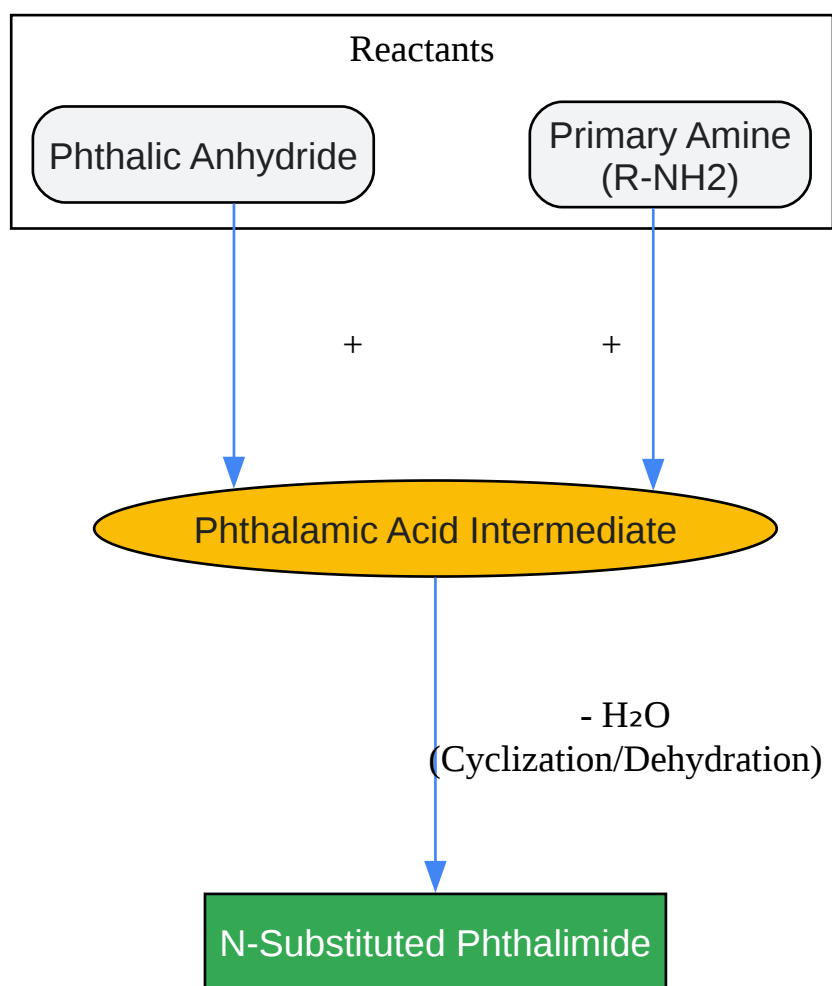 Reactants
Phthalic Anhydride
Primary Amine
(R-NH2)
+
+
Phthalamic Acid Intermediate
- H₂O
(Cyclization/Dehydration)
N-Substituted Phthalimide